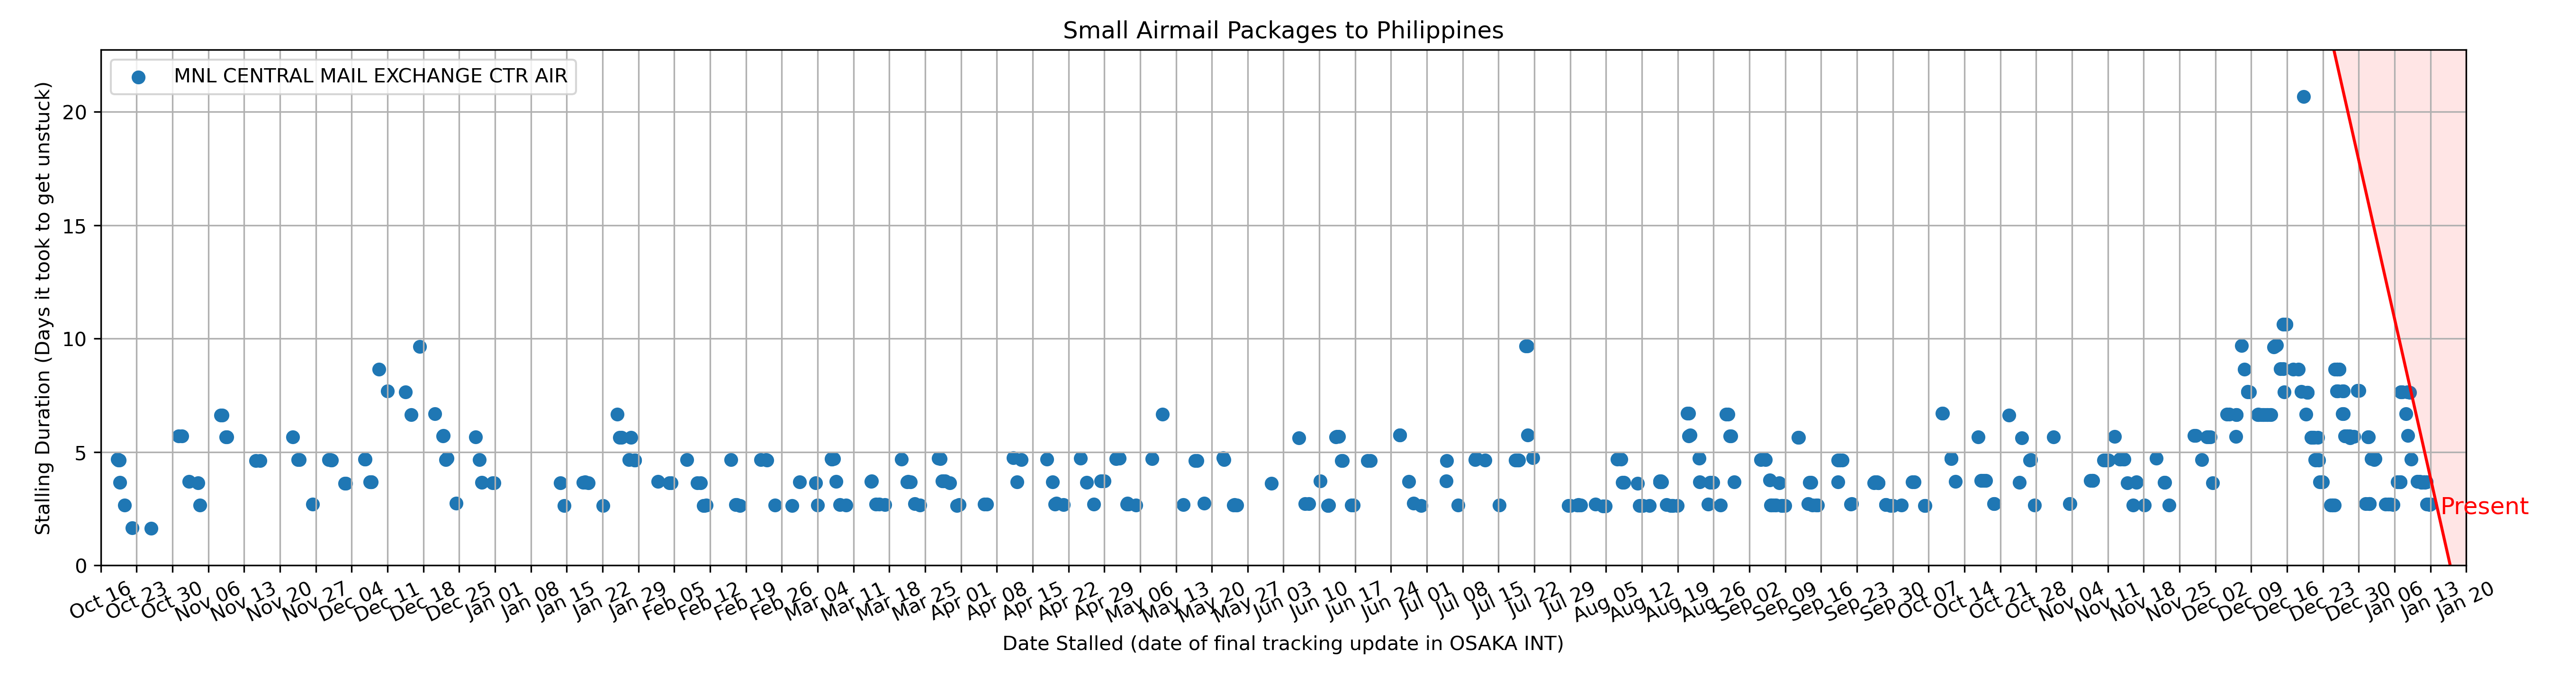 Small Airmail Packages to Philippines
MNL CENTRAL MAIL EXCHANGE CTR AIR
Stalling Duration (Days it took to get unstuck)
20
15
10
5
0
Present
Oct 16 Oct 23 Oct 30 Nov 06 Nov 13 Nov 20 Nov 27 Dec 04 Dec 11 Dec 18 Dec 25 Jan 01 Jan 08 Jan 15 Jan 22 Jan 29 Feb 05 Feb 12 Feb 19 Feb 26 Mar 04 Mar 11 Mar 18 Mar 25 Apr 01 Apr 08 Apr 15 Apr 22 Apr 29 May 06 May 13 May 20 May 27 Jun 03 Jun 10 Jun 17 Jun 24 Jul 01 Jul 08 Jul 15 Jul 22 Jul 29 Aug 05 Aug 12 Aug 19 Aug 26 Sep 02 Sep 09 Sep 16 Sep 23 Sep 30 Oct 07 Oct 14 Oct 21 Oct 28 Nov 04 Nov 11 Nov 18 Nov 25 Dec 02 Dec 09 Dec 16 Dec 23 Dec 30 Jan 06 Jan 13 Jan 20
Date Stalled (date of final tracking update in OSAKA INT)